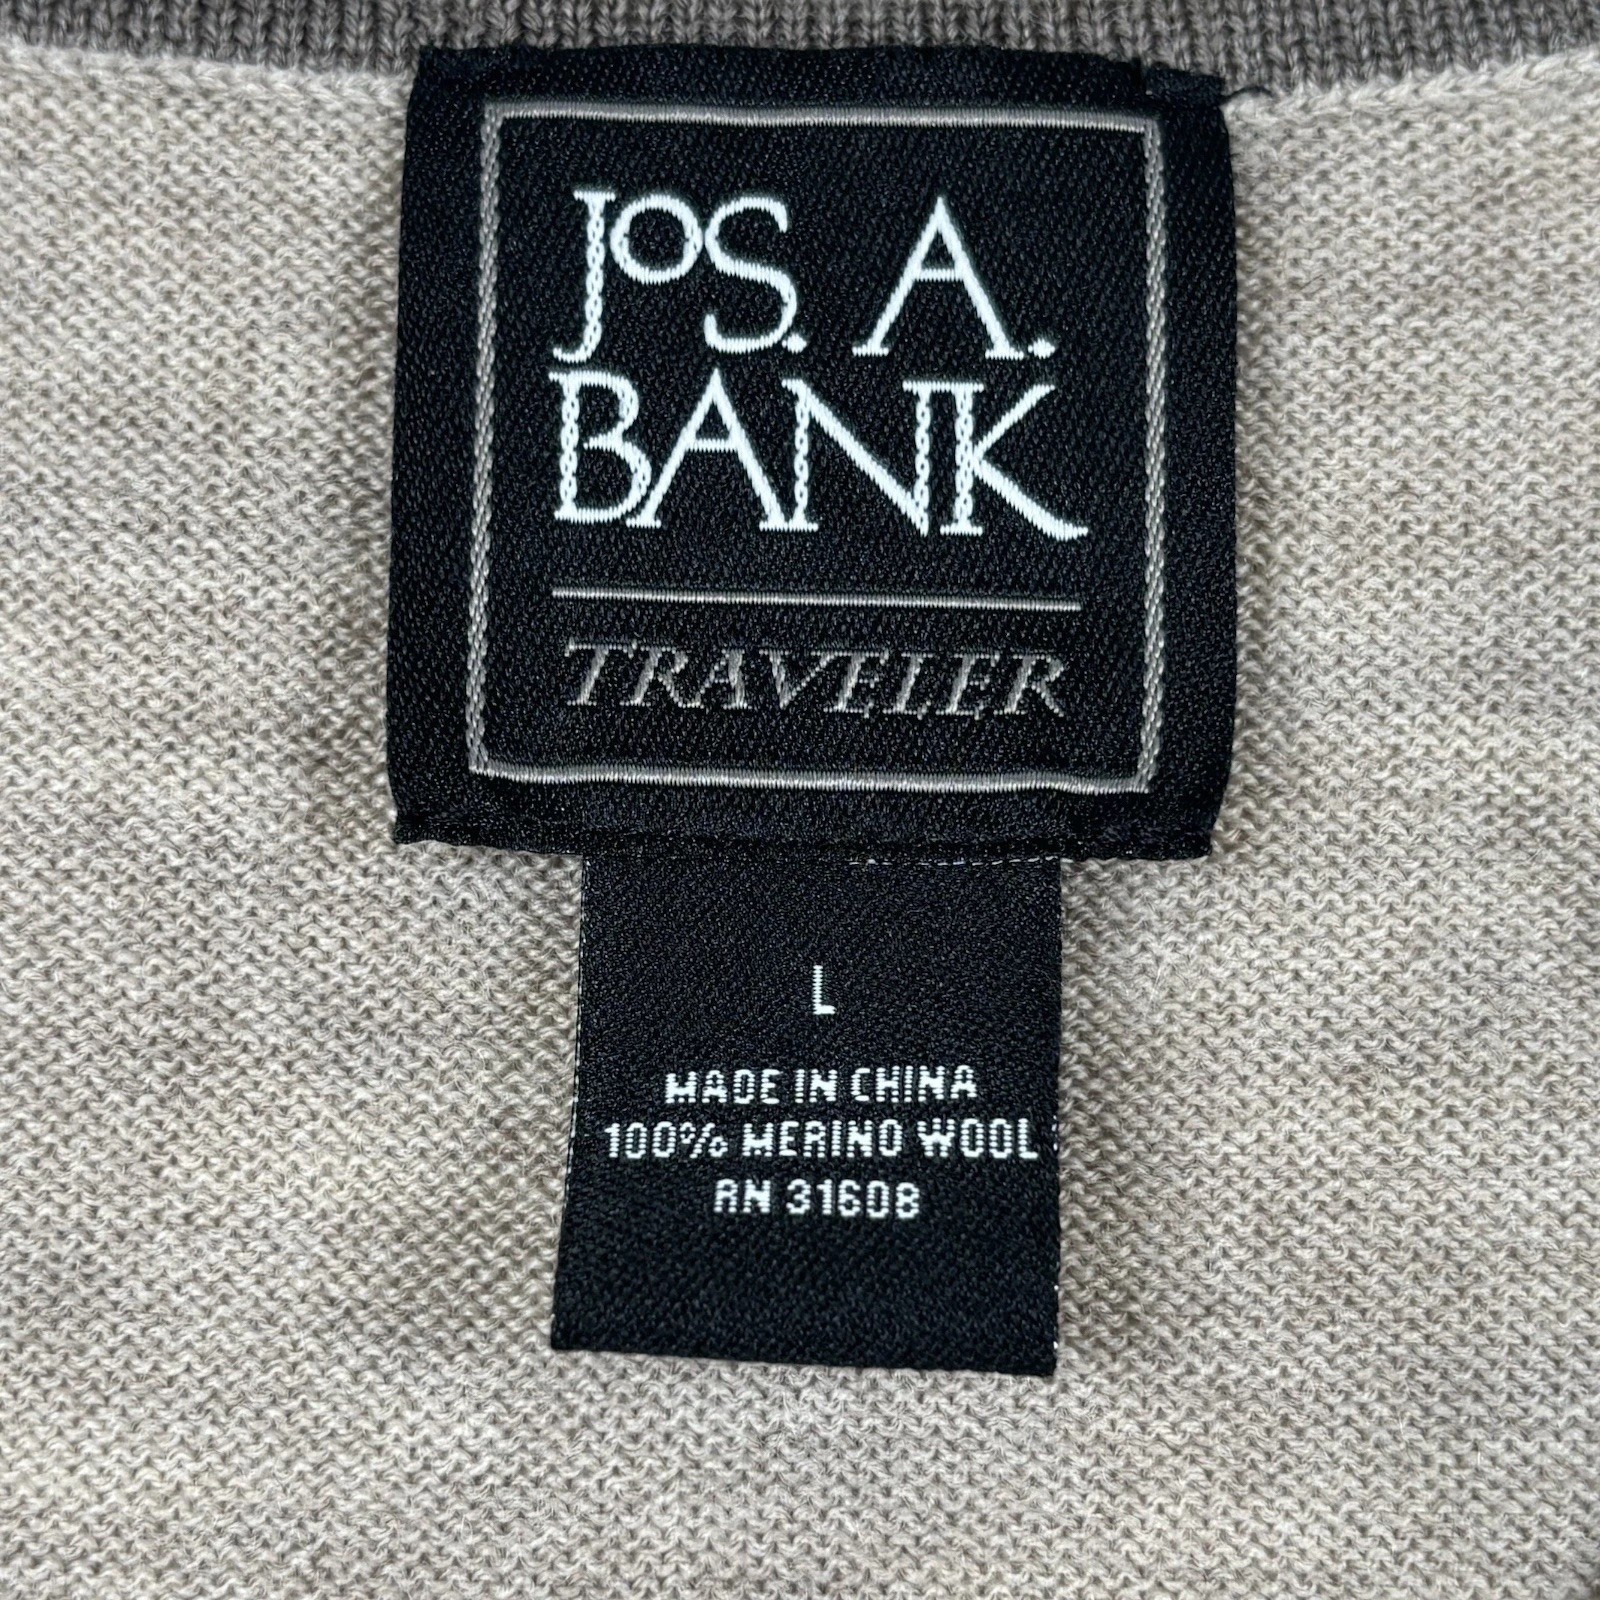 JOS. A.
BANK
TRAVELER
L
MADE IN CHINA
100% MERINO WOOL
RN 31608